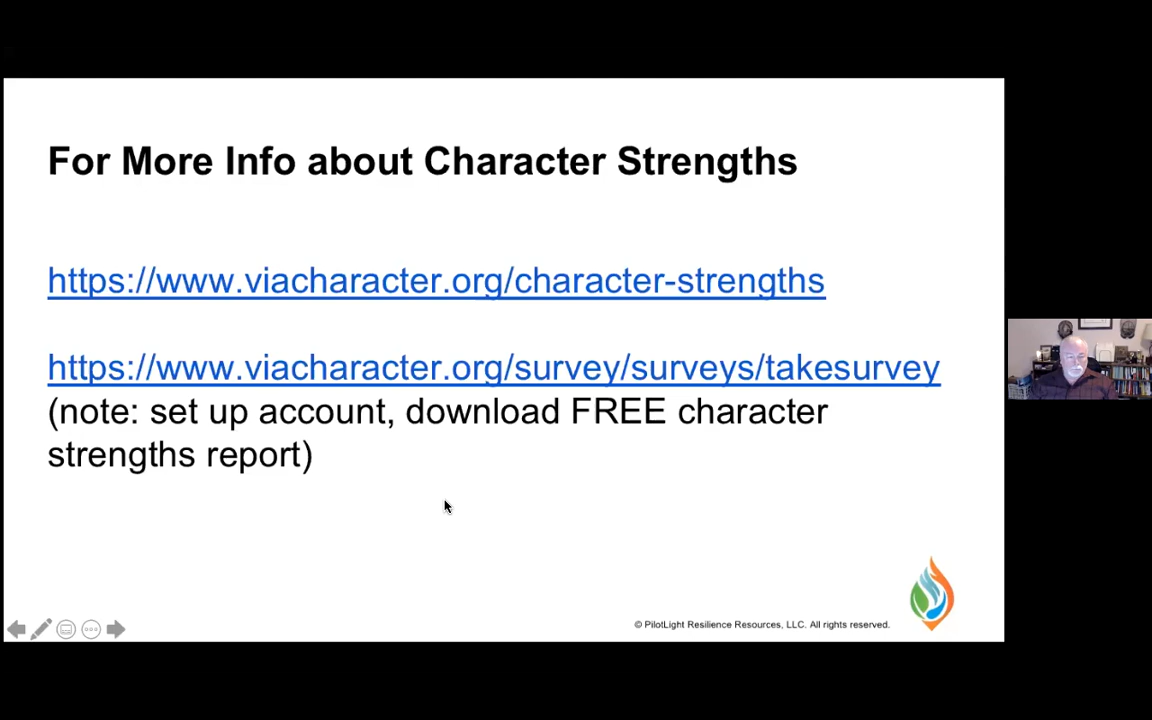 For More Info about Character Strengths
https://www.viacharacter.org/character-strengths
https://www.viacharacter.org/survey/surveys/takesurvey
(note: set up account, download FREE character
strengths report)
© PilotLight Resilience Resources, LLC. All rights reserved.